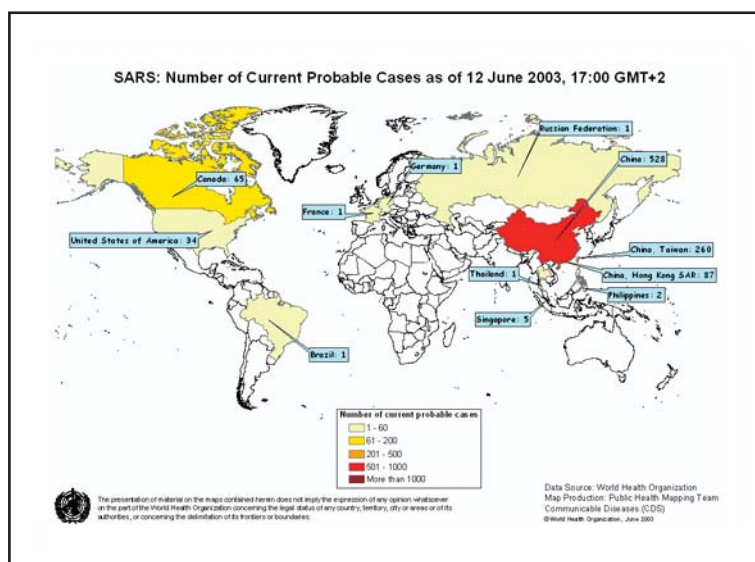 SARS: Number of Current Probable Cases as of 12 June 2003, 17:00 GMT+2
Russian Federation: 1
China: 528
Germany: 1
Canada: 65
France: 1
United States of America: 34
China, Taiwan: 260
China, Hong Kong SAR: 87
Thailand: 1
Philippines: 2
Singapore: 5
Brazil: 1
Number of current probable cases
1 - 60
61 - 200
201 - 500
501 - 1000
More than 1000
The presentation of material on the maps contained herein does not imply the expression of any opinion whatsoever
on the part of the World Health Organization concerning the legal status of any country, territory, city or areas or of its
authorities, or concerning the delimitation of its frontiers or boundaries.
Data Source: World Health Organization
Map Production: Public Health Mapping Team
Communicable Diseases (CDS)
©World Health Organization, June 2003